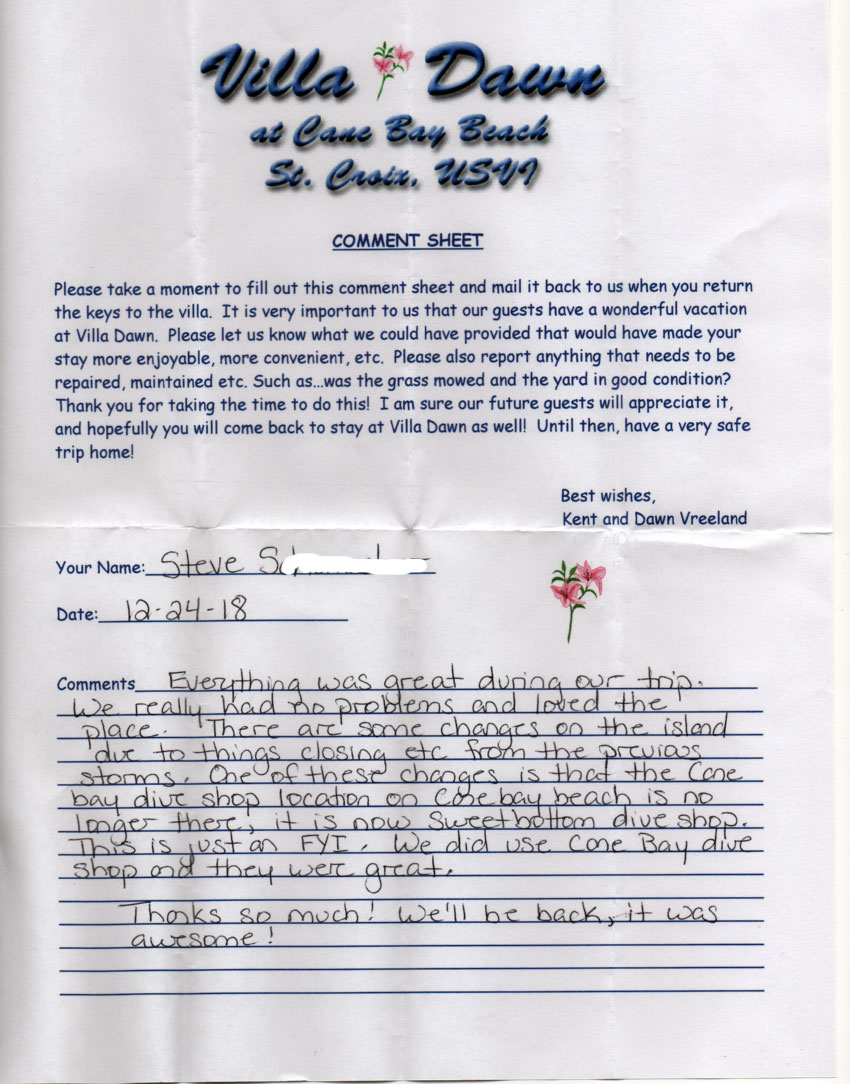 Villa Dawn
at Cane Bay Beach
St. Croix, USVI
COMMENT SHEET
Please take a moment to fill out this comment sheet and mail it back to us when you return
the keys to the villa. It is very important to us that our guests have a wonderful vacation
at Villa Dawn. Please let us know what we could have provided that would have made your
stay more enjoyable, more convenient, etc. Please also report anything that needs to be
repaired, maintained etc. Such as...was the grass mowed and the yard in good condition?
Thank you for taking the time to do this! I am sure our future guests will appreciate it,
and hopefully you will come back to stay at Villa Dawn as well! Until then, have a very safe
trip home!
Best wishes,
Kent and Dawn Vreeland
Your Name: Steve
Date: 12-24-18
Comments Everything was great during our trip.
We really had no problems and loved the
place. There are some changes on the island
due to things closing etc from the previous
storms. One of these changes is that the Cane
bay dive shop location on Cane bay beach is no
longer there, it is now Sweetbottom dive shop.
This is just an FYI. We did use Cane Bay dive
shop and they were great.
Thanks so much! We'll be back, it was
awesome!